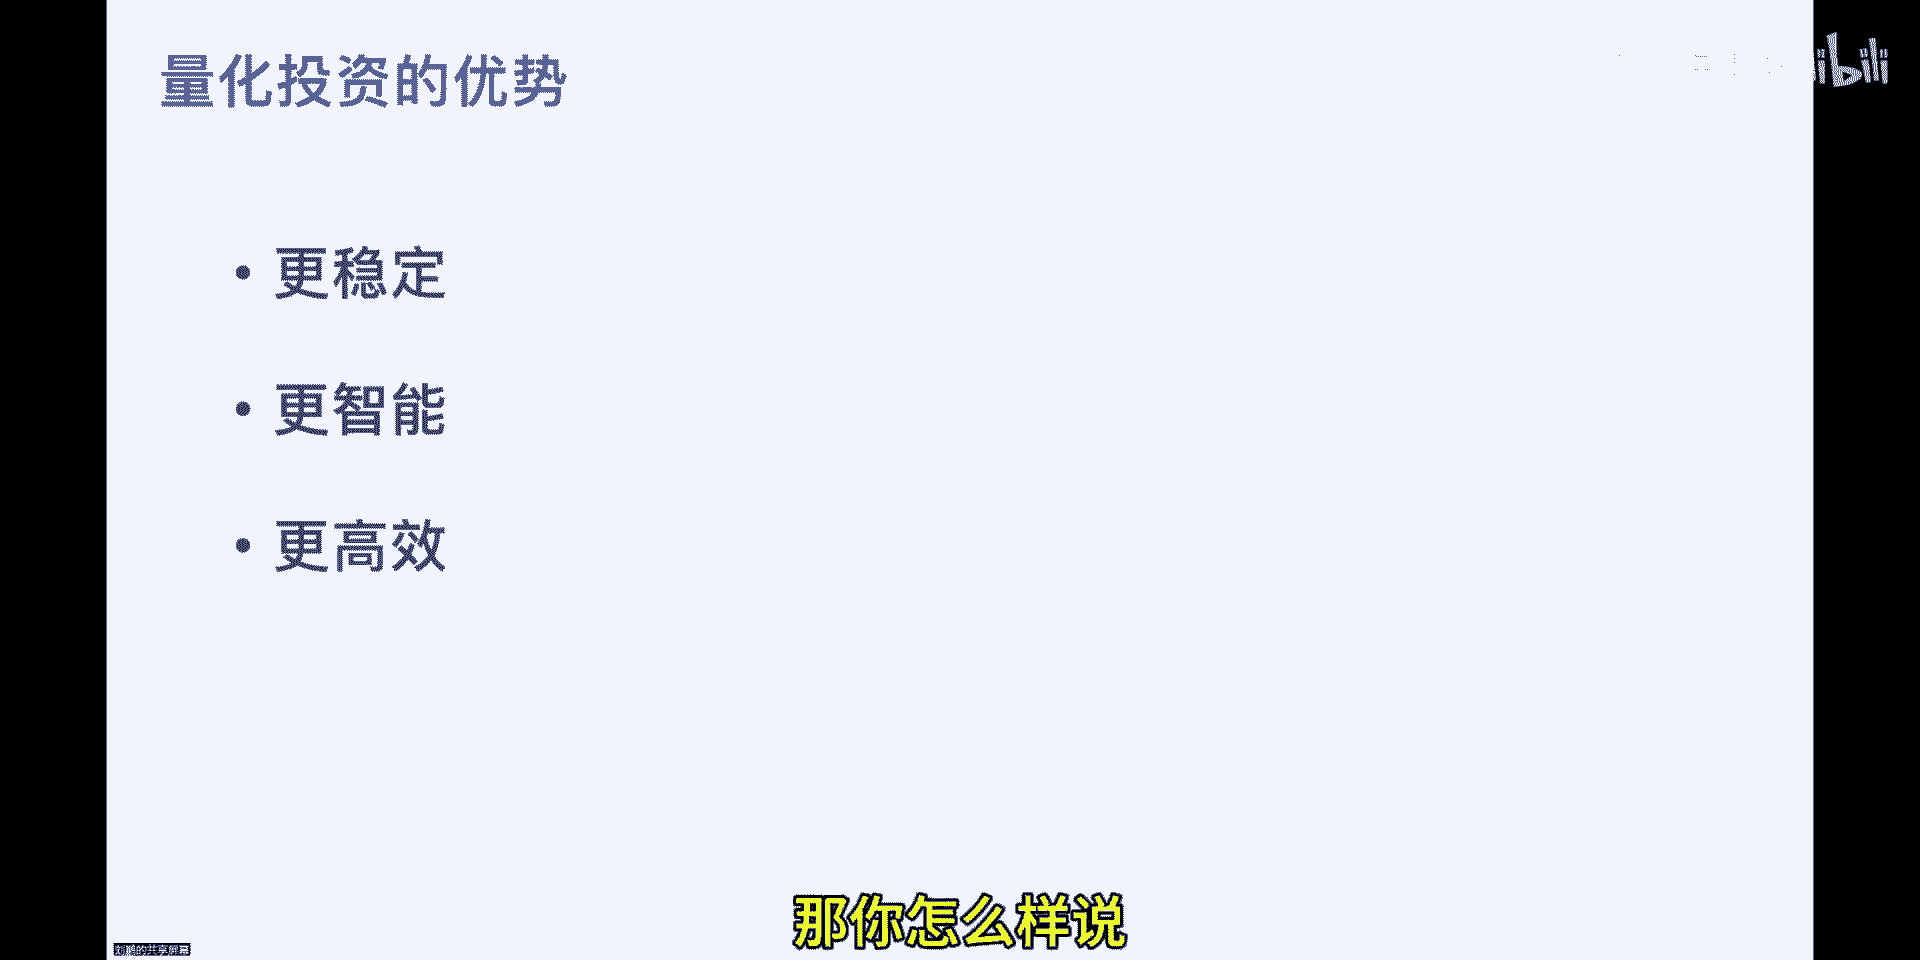 量化投资的优势
ibili
• 更稳定
• 更智能
• 更高效
那你怎么样说
刘鹏的共享屏幕